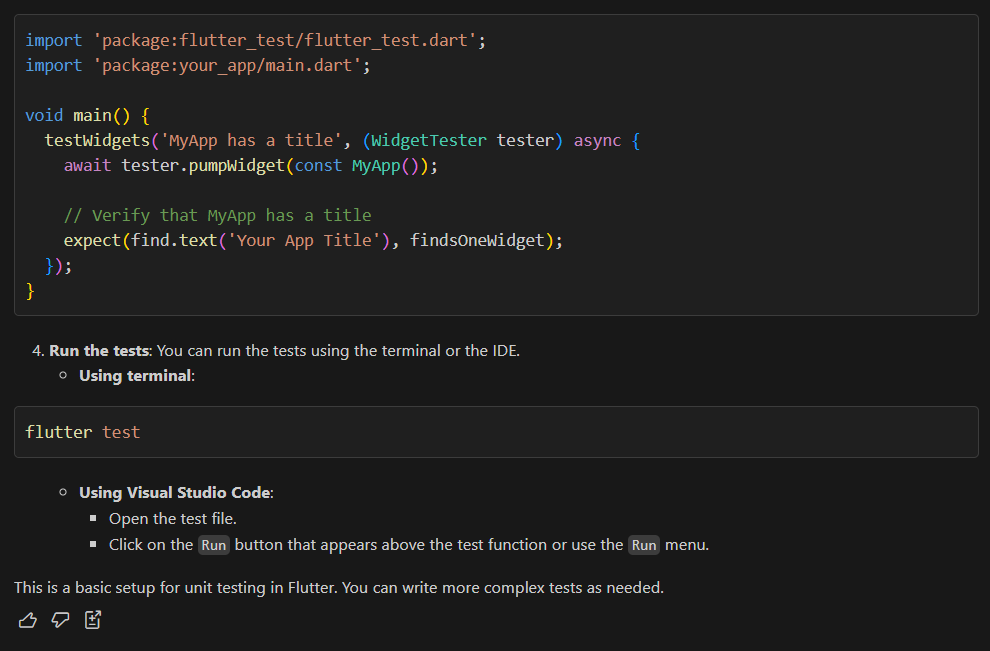 import 'package:flutter_test/flutter_test.dart';
import 'package:your_app/main.dart';

void main() {
  testWidgets('MyApp has a title', (WidgetTester tester) async {
    await tester.pumpWidget(const MyApp());

    // Verify that MyApp has a title
    expect(find.text('Your App Title'), findsOneWidget);
  });
}
4. Run the tests: You can run the tests using the terminal or the IDE.
Using terminal:
flutter test
Using Visual Studio Code:
Open the test file.
Click on the Run button that appears above the test function or use the Run menu.
This is a basic setup for unit testing in Flutter. You can write more complex tests as needed.